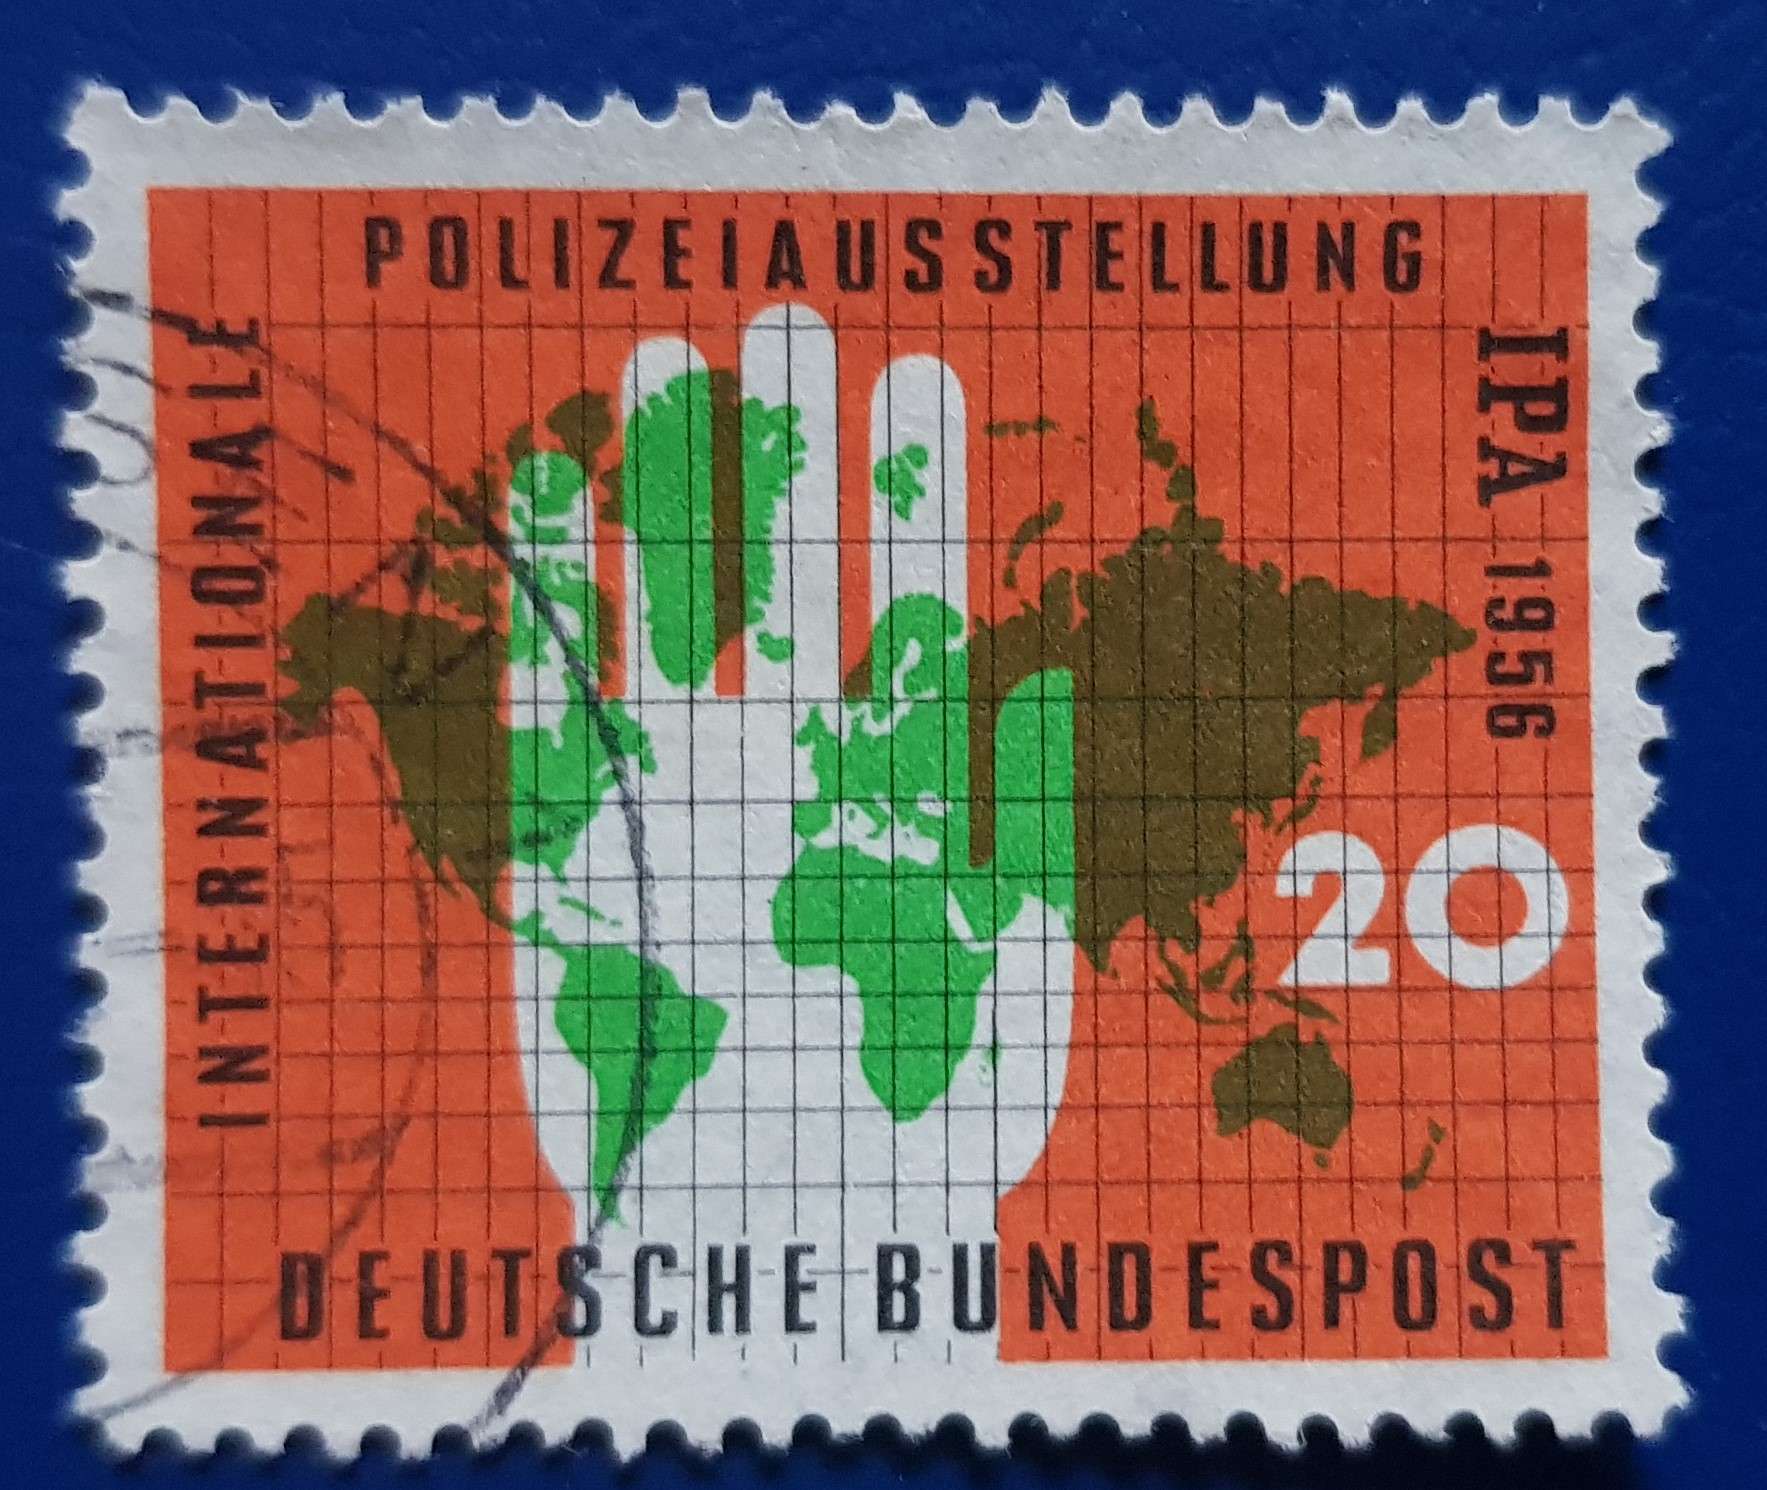 INTERNATIONALE
POLIZEIAUSSTELLUNG
IPA 1956
20
DEUTSCHE BUNDESPOST